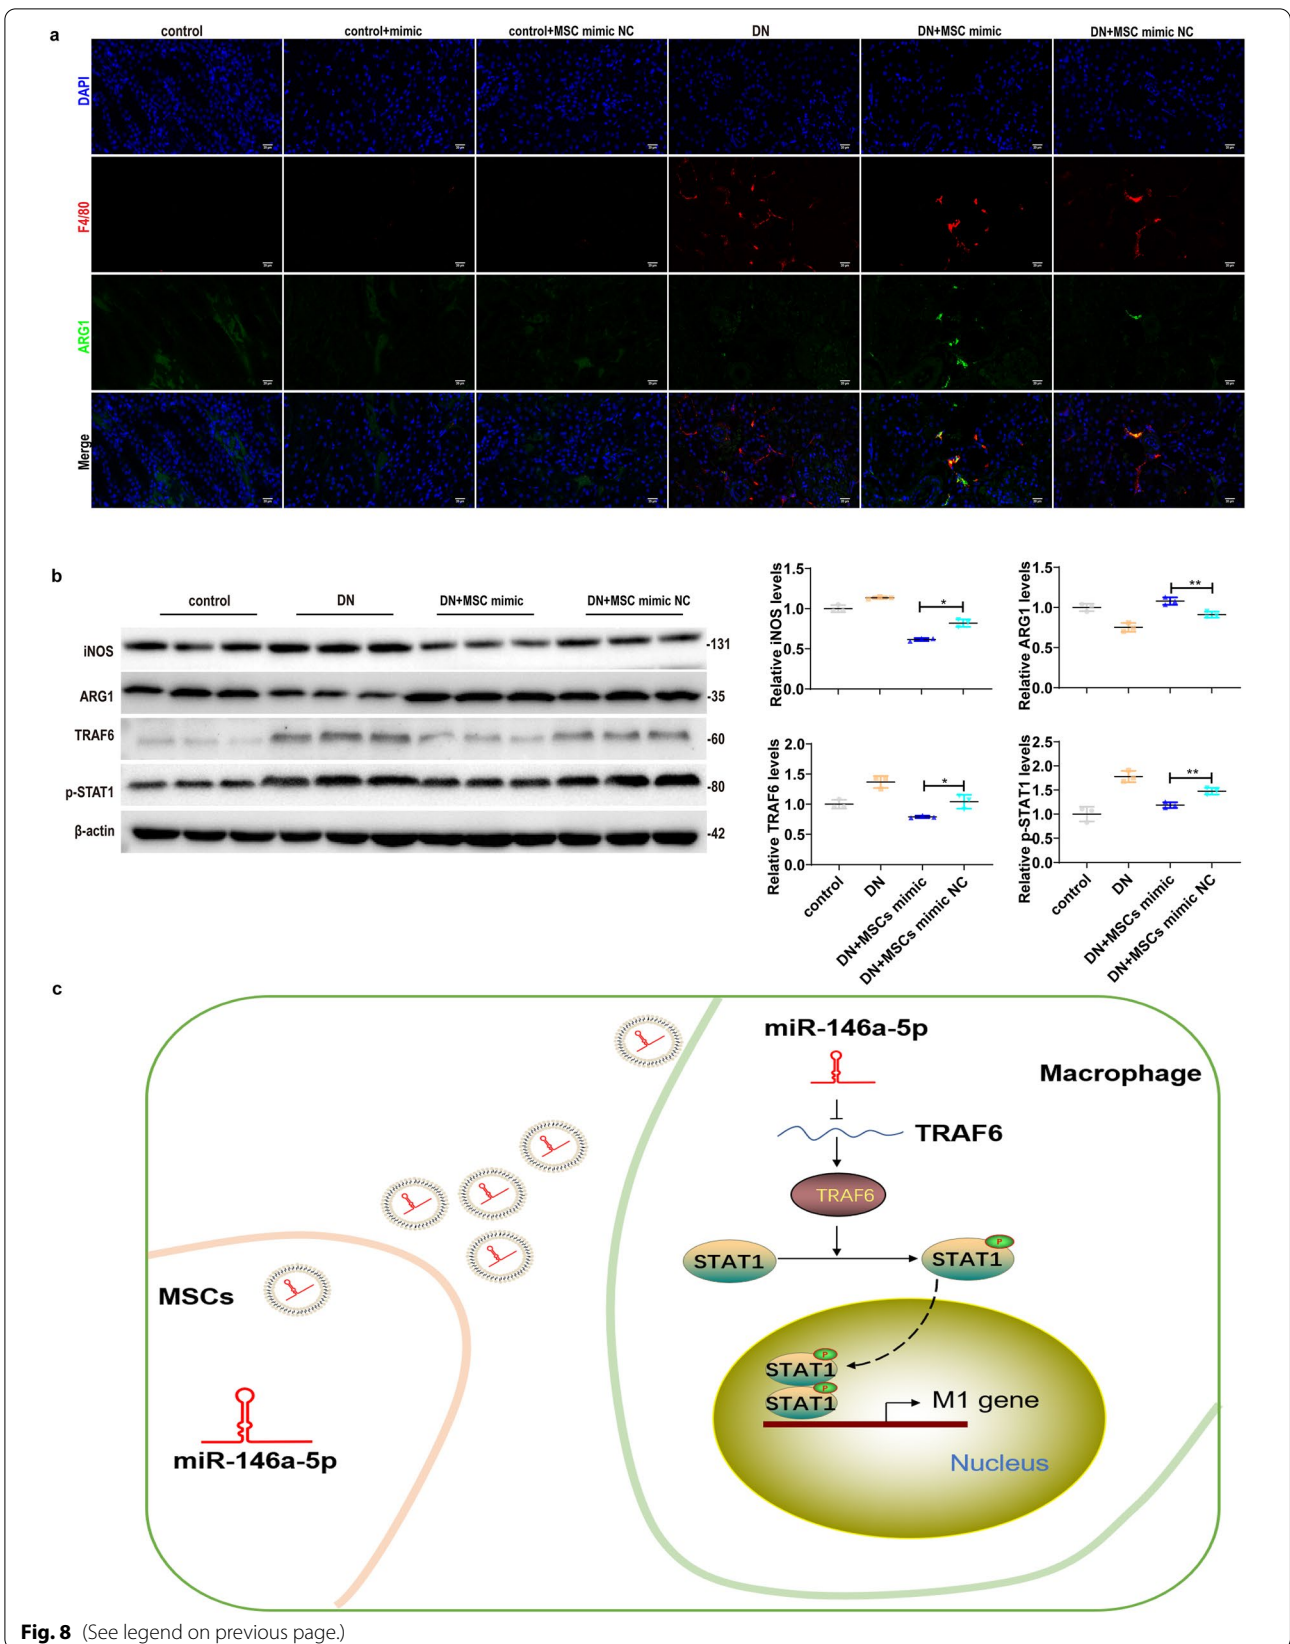 a
control
control+mimic
control+MSC mimic NC
DN
DN+MSC mimic
DN+MSC mimic NC
DAPI
F4/80
ARG1
Merge
b
control
DN
DN+MSC mimic
DN+MSC mimic NC
iNOS
-131
ARG1
-35
TRAF6
-60
p-STAT1
-80
β-actin
-42
Relative iNOS levels
1.5
1.0
0.5
0.0
*
Relative ARG1 levels
1.5
1.0
0.5
0.0
**
Relative TRAF6 levels
2.0
1.5
1.0
0.5
0.0
*
control
DN
DN+MSCs mimic
DN+MSCs mimic NC
Relative p-STAT1 levels
2.5
2.0
1.5
1.0
0.5
0.0
**
control
DN
DN+MSCs mimic
DN+MSCs mimic NC
c
miR-146a-5p
Macrophage
TRAF6
TRAF6
STAT1
STAT1
P
MSCs
STAT1
P
STAT1
P
M1 gene
miR-146a-5p
Nucleus
Fig. 8 (See legend on previous page.)